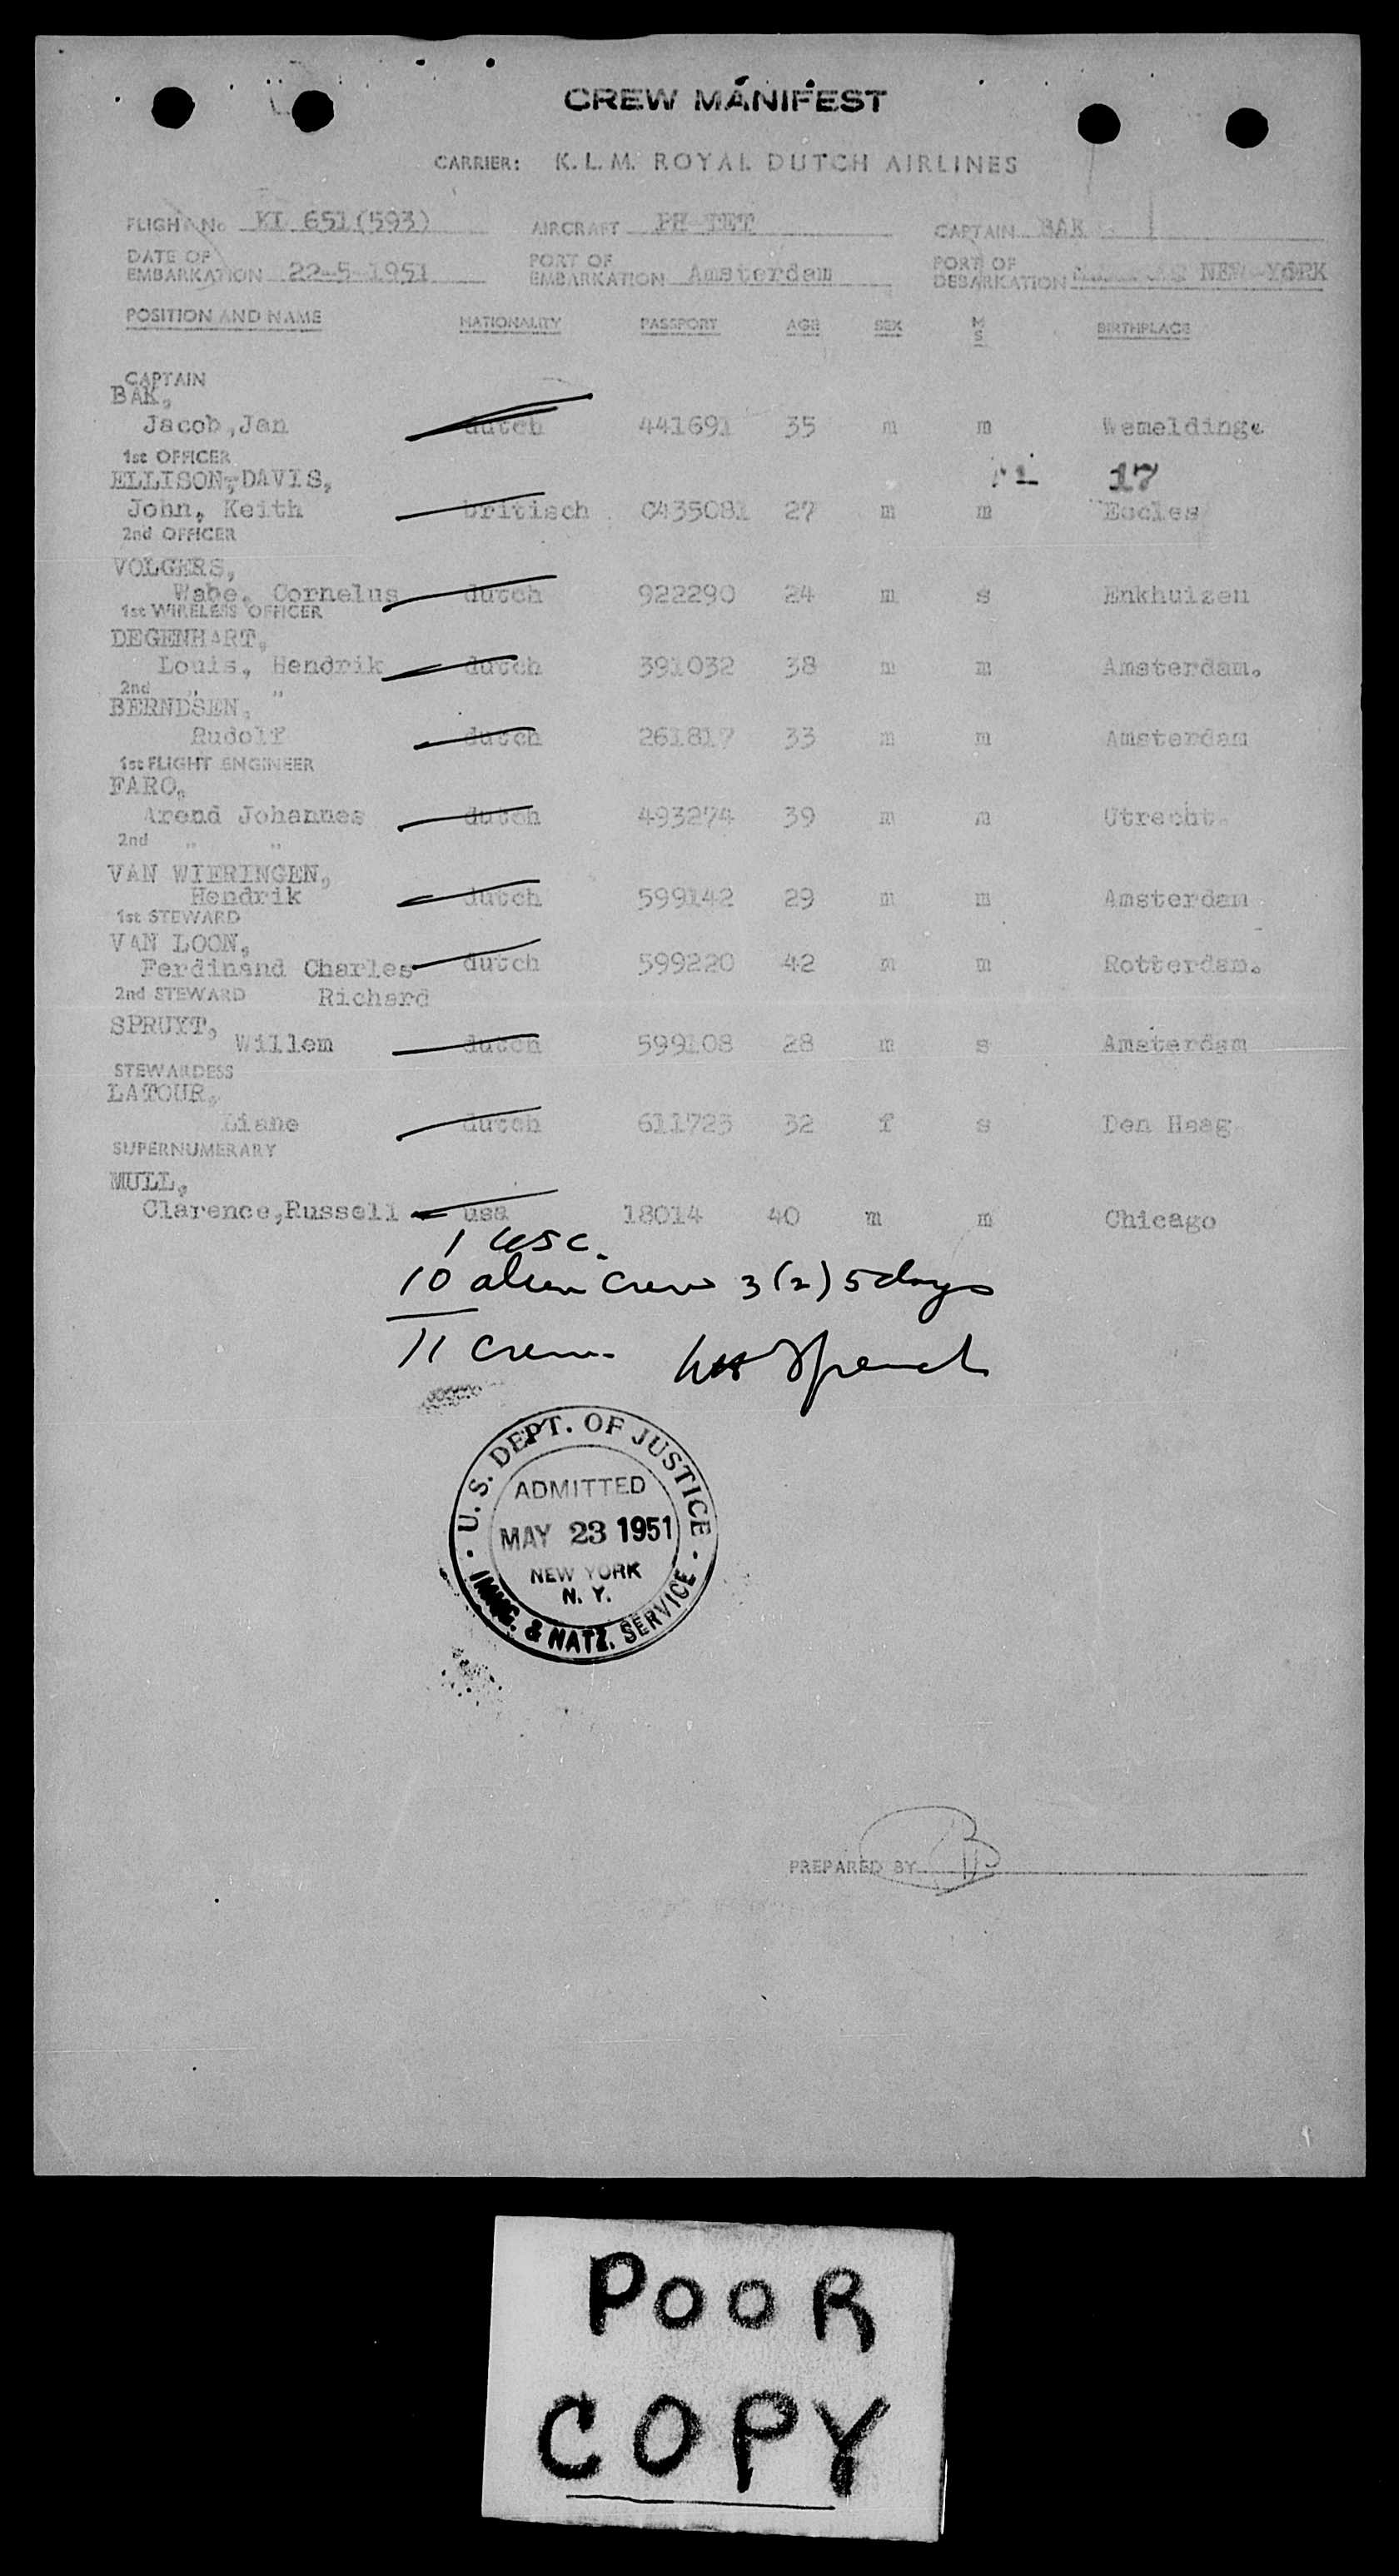 CREW MANIFEST
CARRIER: K.L.M. ROYAL DUTCH AIRLINES
FLIGHT No KL 651(593) AIRCRAFT PH TET CAPTAIN BAK
DATE OF EMBARKATION 22-5-1951 PORT OF EMBARKATION Amsterdam PORT OF DEBARKATION NEW-YORK
POSITION AND NAME NATIONALITY PASSPORT AGE SEX M S BIRTHPLACE
CAPTAIN
BAK,
Jacob,Jan dutch 441691 35 m m Wemeldinge
1st OFFICER
ELLISON-DAVIS, 17
John, Keith britisch C435081 27 m m Eccles
2nd OFFICER
VOLGERS,
Wabe, Cornelus dutch 922290 24 m s Enkhuizen
1st WIRELESS OFFICER
DEGENHART,
Louis, Hendrik dutch 391032 38 m m Amsterdam.
2nd " "
BERNDSEN,
Rudolf dutch 261817 33 m m Amsterdam
1st FLIGHT ENGINEER
FARO,
Arend Johannes dutch 493274 39 m m Utrecht
2nd " "
VAN WIERINGEN,
Hendrik dutch 599142 29 m m Amsterdam
1st STEWARD
VAN LOON,
Ferdinand Charles dutch 599220 42 m m Rotterdam.
2nd STEWARD Richard
SPRUYT,
Willem dutch 599108 28 m s Amsterdam
STEWARDESS
LATOUR,
Liane dutch 611723 32 f s Den Haag
SUPERNUMERARY
MULL,
Clarence,Russell usa 18014 40 m m Chicago
1 USC.
10 alien crew 3(2) 5 days
11 crew
U.S. DEPT. OF JUSTICE
ADMITTED
MAY 23 1951
NEW YORK
N. Y.
IMMG. & NATZ. SERVICE
PREPARED BY
POOR
COPY